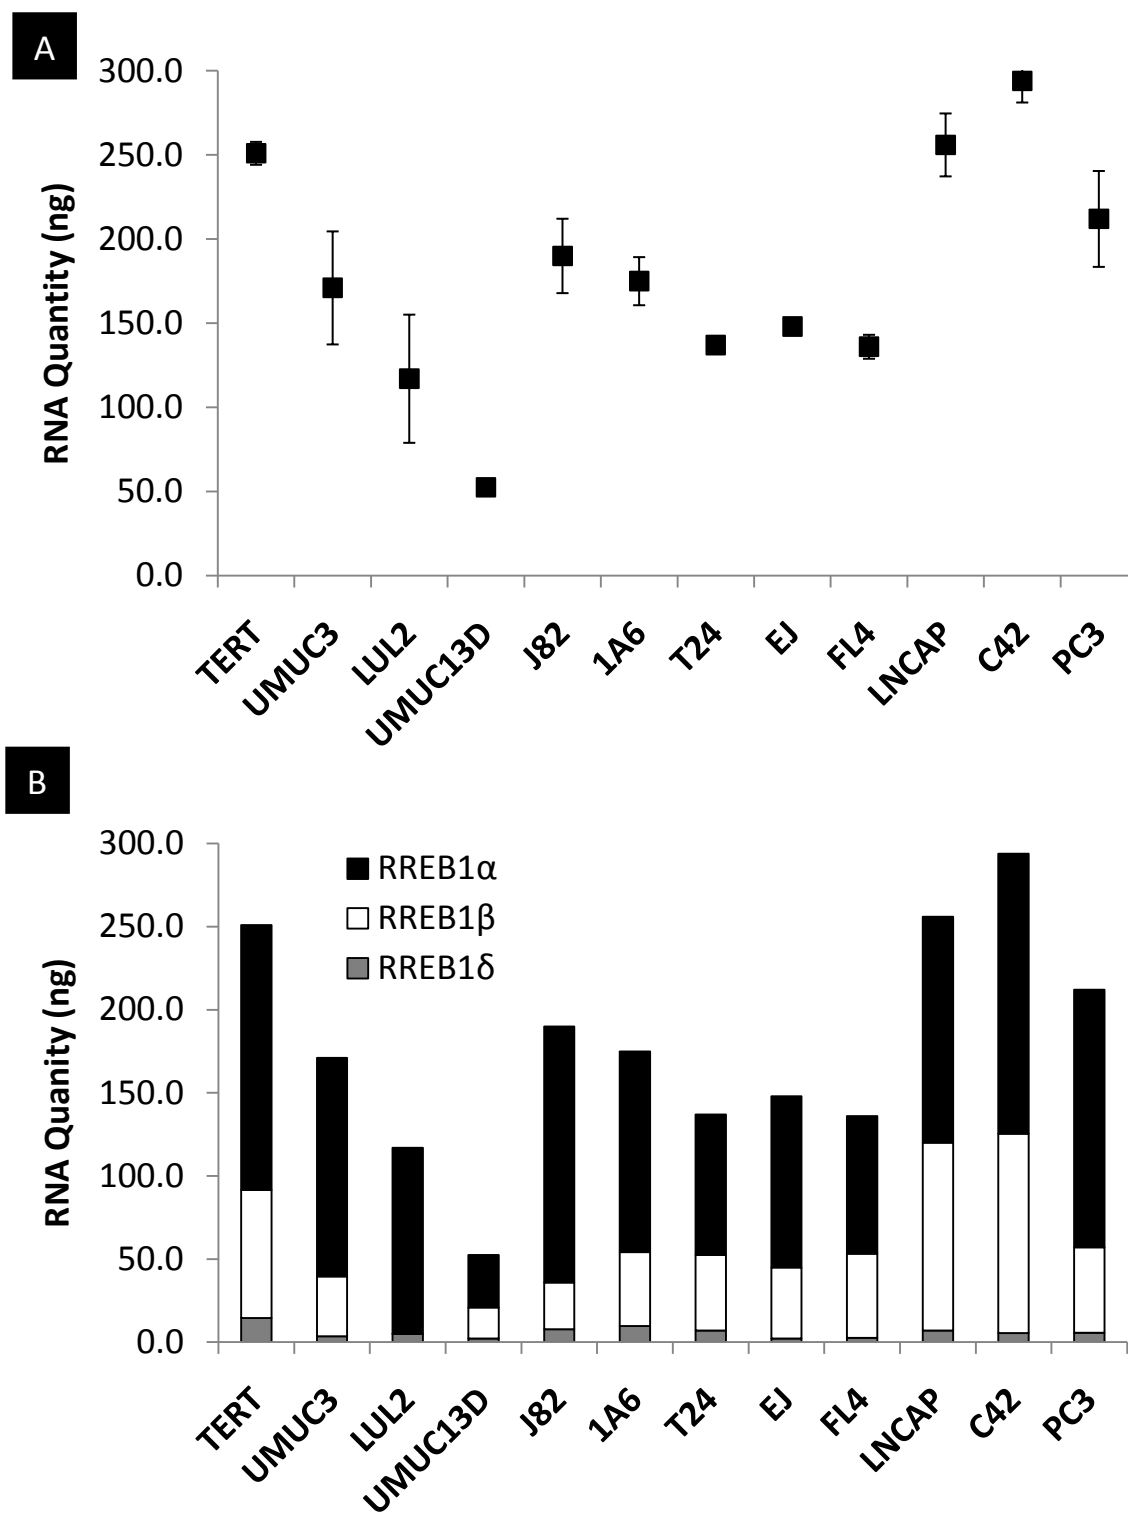 A
300.0
250.0
200.0
150.0
100.0
50.0
0.0
RNA Quantity (ng)
TERT
UMUC3
LUL2
UMUC13D
J82
1A6
T24
EJ
FL4
LNCAP
C42
PC3
B
300.0
250.0
200.0
150.0
100.0
50.0
0.0
RNA Quanity (ng)
RREB1α
RREB1β
RREB1δ
TERT
UMUC3
LUL2
UMUC13D
J82
1A6
T24
EJ
FL4
LNCAP
C42
PC3